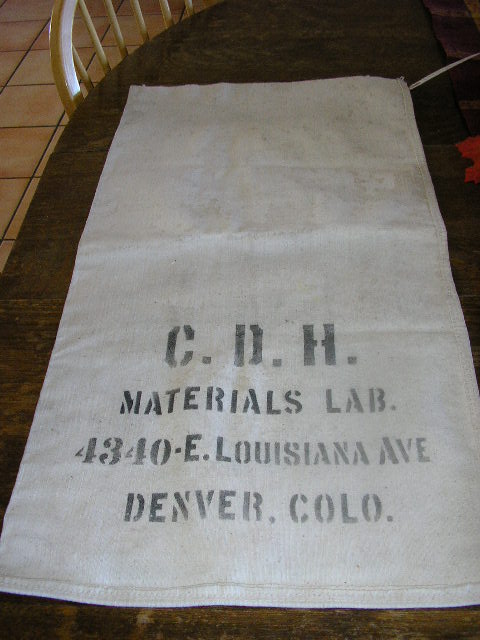 C. D. H.
MATERIALS LAB.
4340-E. LOUISIANA AVE
DENVER, COLO.